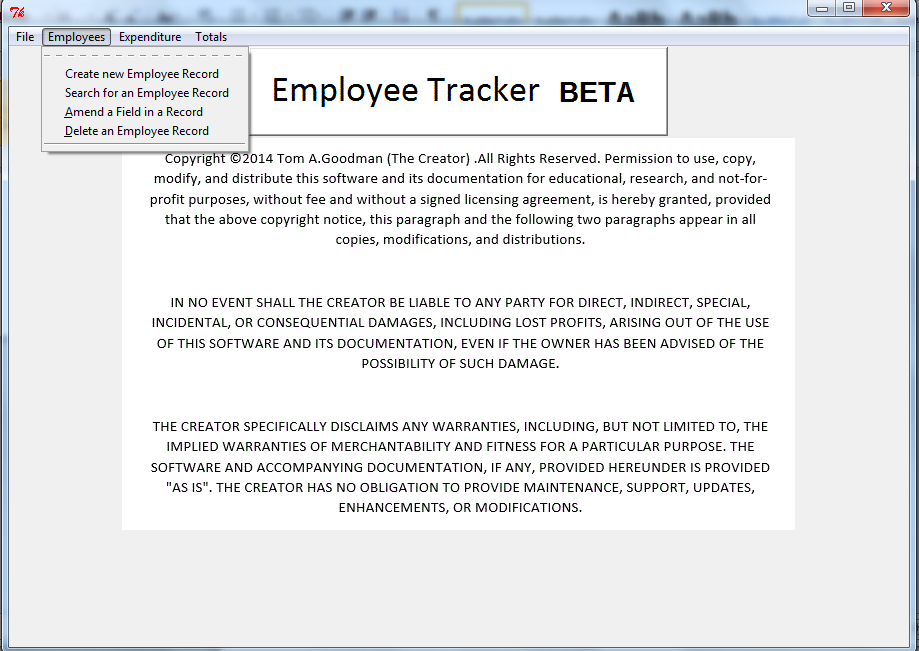 File Employees Expenditure Totals
Create new Employee Record
Search for an Employee Record
Amend a Field in a Record
Delete an Employee Record
Employee Tracker BETA
Copyright ©2014 Tom A.Goodman (The Creator) .All Rights Reserved. Permission to use, copy,
modify, and distribute this software and its documentation for educational, research, and not-for-
profit purposes, without fee and without a signed licensing agreement, is hereby granted, provided
that the above copyright notice, this paragraph and the following two paragraphs appear in all
copies, modifications, and distributions.
IN NO EVENT SHALL THE CREATOR BE LIABLE TO ANY PARTY FOR DIRECT, INDIRECT, SPECIAL,
INCIDENTAL, OR CONSEQUENTIAL DAMAGES, INCLUDING LOST PROFITS, ARISING OUT OF THE USE
OF THIS SOFTWARE AND ITS DOCUMENTATION, EVEN IF THE OWNER HAS BEEN ADVISED OF THE
POSSIBILITY OF SUCH DAMAGE.
THE CREATOR SPECIFICALLY DISCLAIMS ANY WARRANTIES, INCLUDING, BUT NOT LIMITED TO, THE
IMPLIED WARRANTIES OF MERCHANTABILITY AND FITNESS FOR A PARTICULAR PURPOSE. THE
SOFTWARE AND ACCOMPANYING DOCUMENTATION, IF ANY, PROVIDED HEREUNDER IS PROVIDED
"AS IS". THE CREATOR HAS NO OBLIGATION TO PROVIDE MAINTENANCE, SUPPORT, UPDATES,
ENHANCEMENTS, OR MODIFICATIONS.